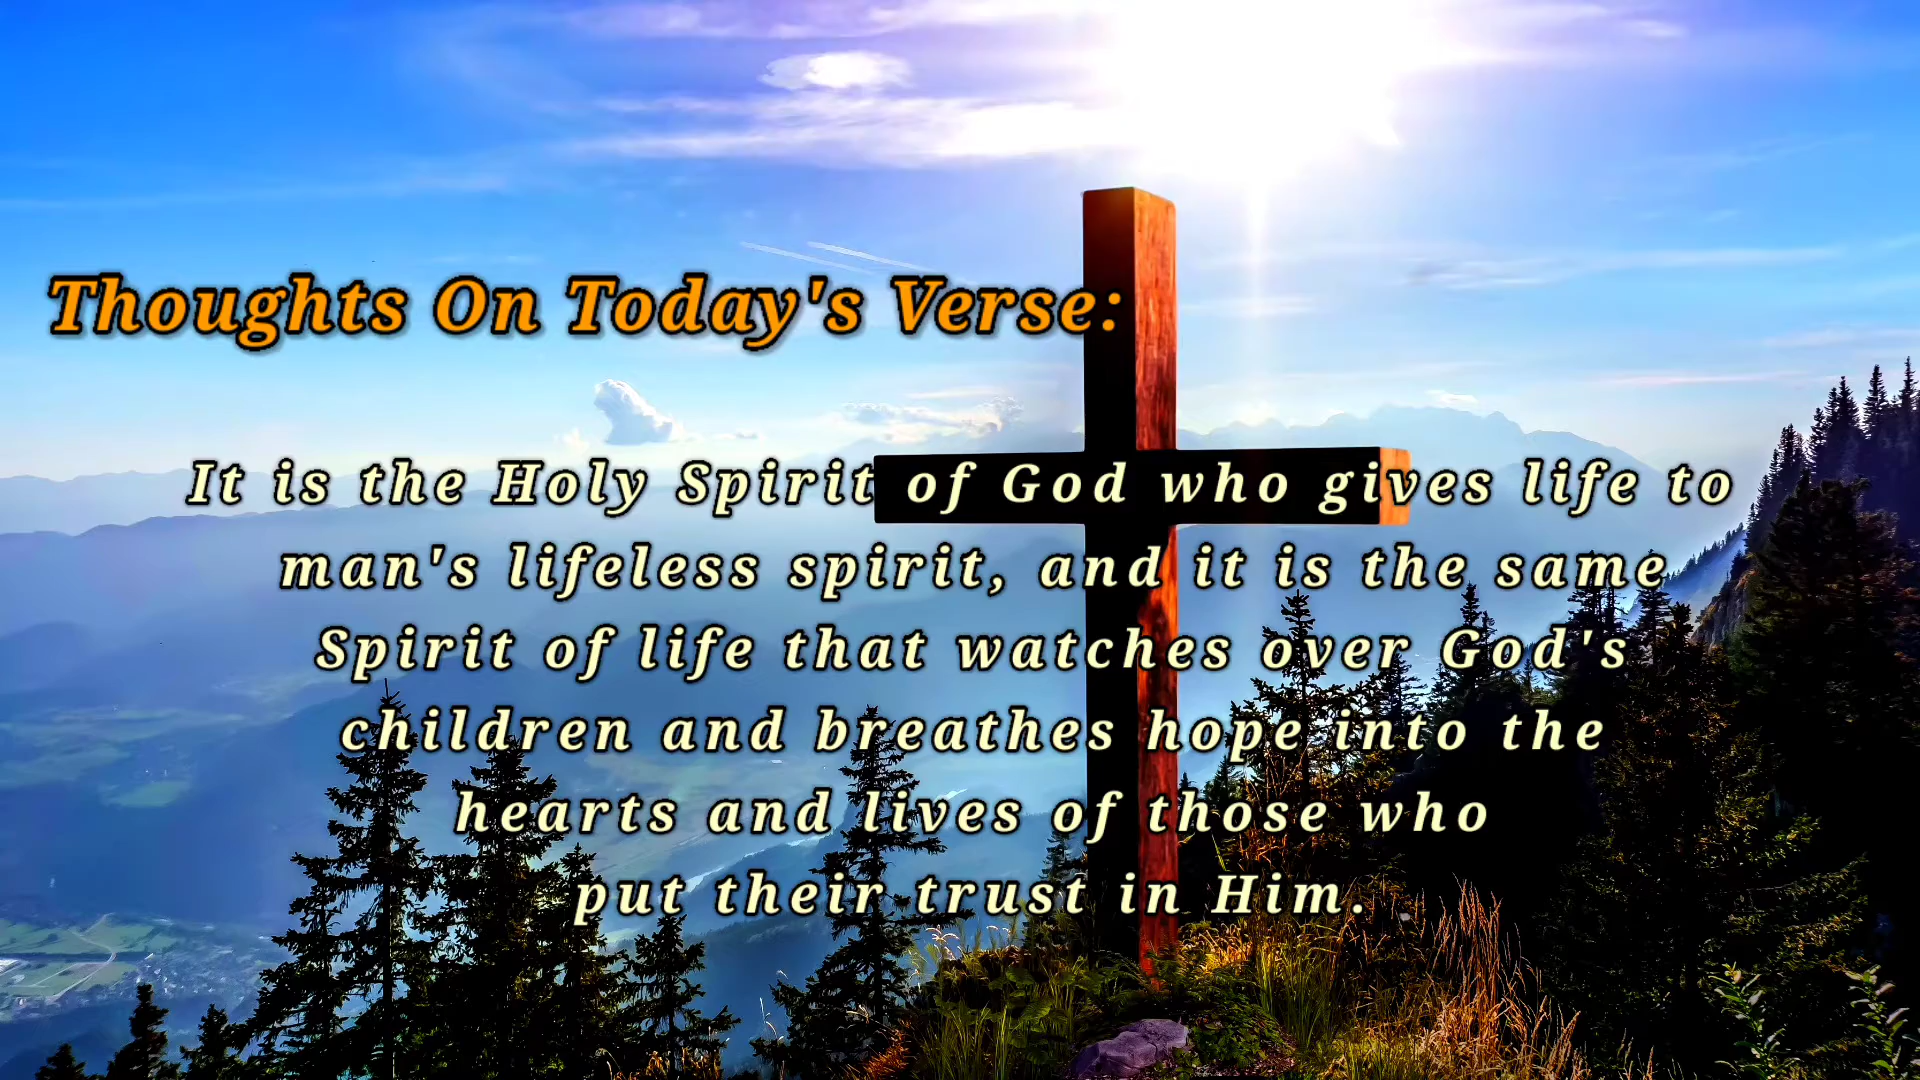 Thoughts On Today's Verse:
It is the Holy Spirit of God who gives life to
man's lifeless spirit, and it is the same
Spirit of life that watches over God's
children and breathes hope into the
hearts and lives of those who
put their trust in Him.